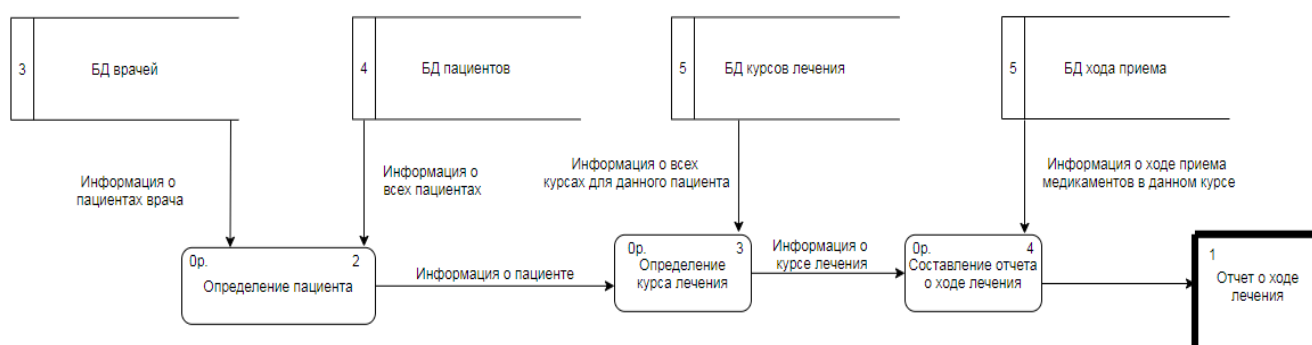 3
БД врачей
4
БД пациентов
5
БД курсов лечения
5
БД хода приема
Информация о
пациентах врача
Информация о
всех пациентах
Информация о всех
курсах для данного пациента
Информация о ходе приема
медикаментов в данном курсе
0р.
2
Определение пациента
Информация о пациенте
0р.
3
Определение
курса лечения
Информация о
курсе лечения
0р.
4
Составление отчета
о ходе лечения
1
Отчет о ходе
лечения